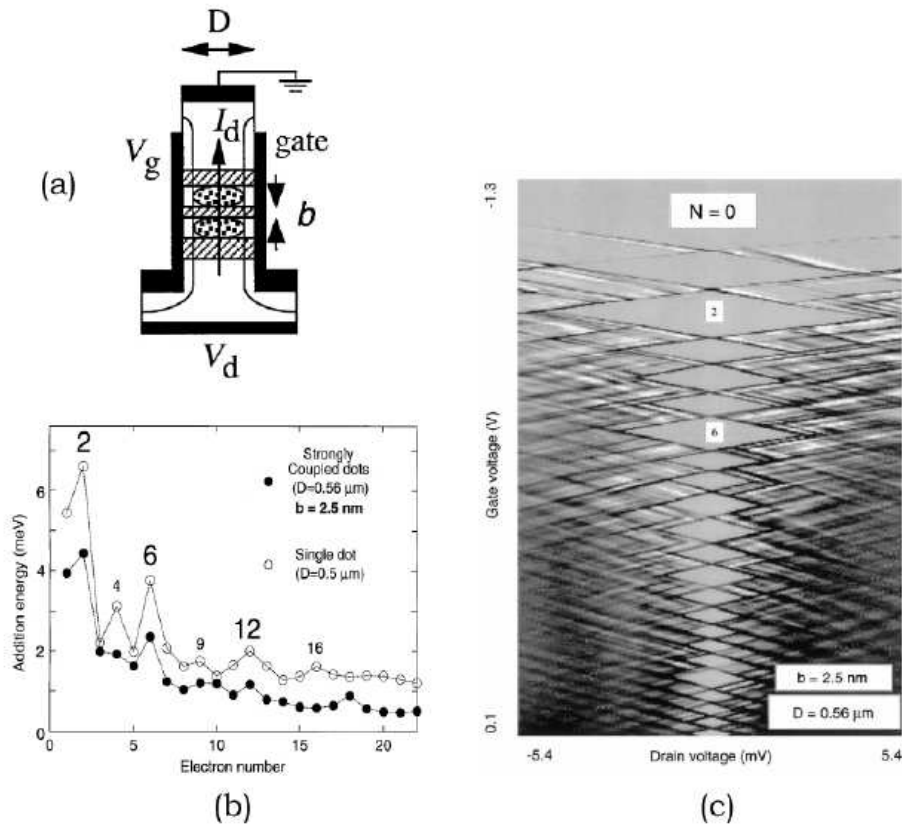 D
V_g
I_d
gate
b
(a)
V_d
Addition energy (meV)
6
4
2
0
2
4
6
9
12
16
Strongly
Coupled dots
(D=0.56 μm)
b = 2.5 nm
Single dot
(D=0.5 μm)
0
5
10
15
20
Electron number
(b)
-1.3
N = 0
2
6
Gate voltage (V)
b = 2.5 nm
D = 0.56 μm
0.1
-5.4
Drain voltage (mV)
5.4
(c)